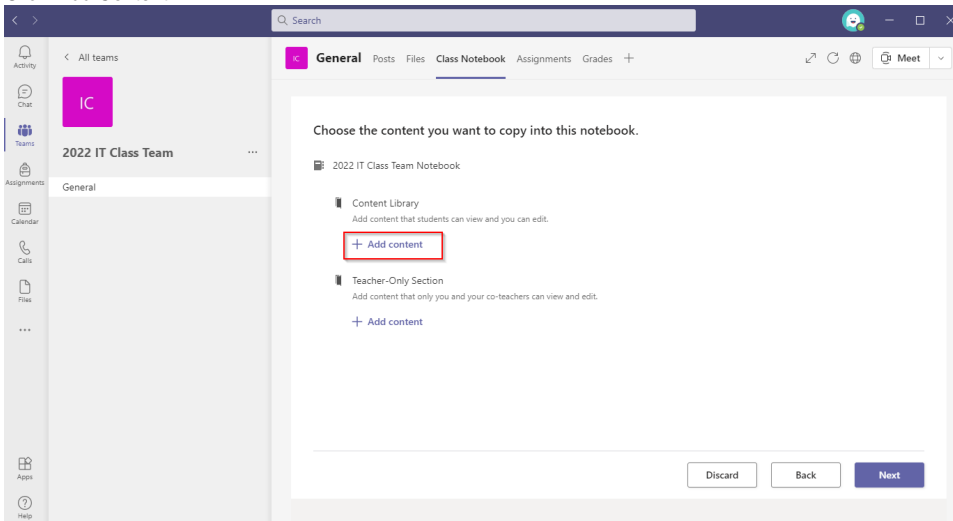 Search
Activity
Chat
Teams
Assignments
Calendar
Calls
Files
...
Apps
Help
All teams
IC
2022 IT Class Team
...
General
IC
General Posts Files Class Notebook Assignments Grades
Meet
Choose the content you want to copy into this notebook.
2022 IT Class Team Notebook
Content Library
Add content that students can view and you can edit.
+ Add content
Teacher-Only Section
Add content that only you and your co-teachers can view and edit.
+ Add content
Discard Back Next